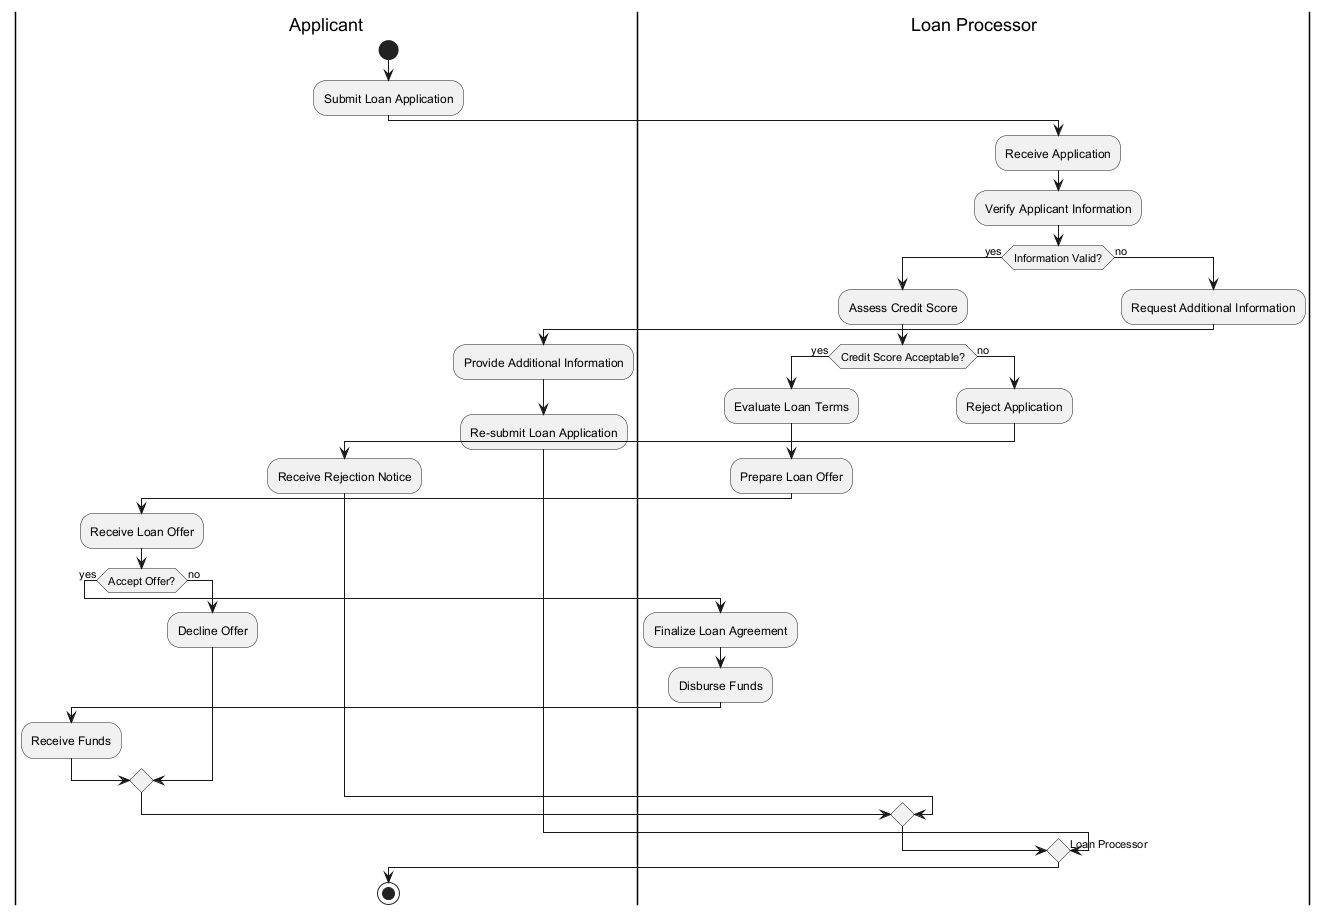 Applicant
Loan Processor
Submit Loan Application
Receive Application
Verify Applicant Information
yes
Information Valid?
no
Assess Credit Score
Request Additional Information
Provide Additional Information
yes
Credit Score Acceptable?
no
Evaluate Loan Terms
Reject Application
Re-submit Loan Application
Receive Rejection Notice
Prepare Loan Offer
Receive Loan Offer
yes
Accept Offer?
no
Decline Offer
Finalize Loan Agreement
Disburse Funds
Receive Funds
Loan Processor